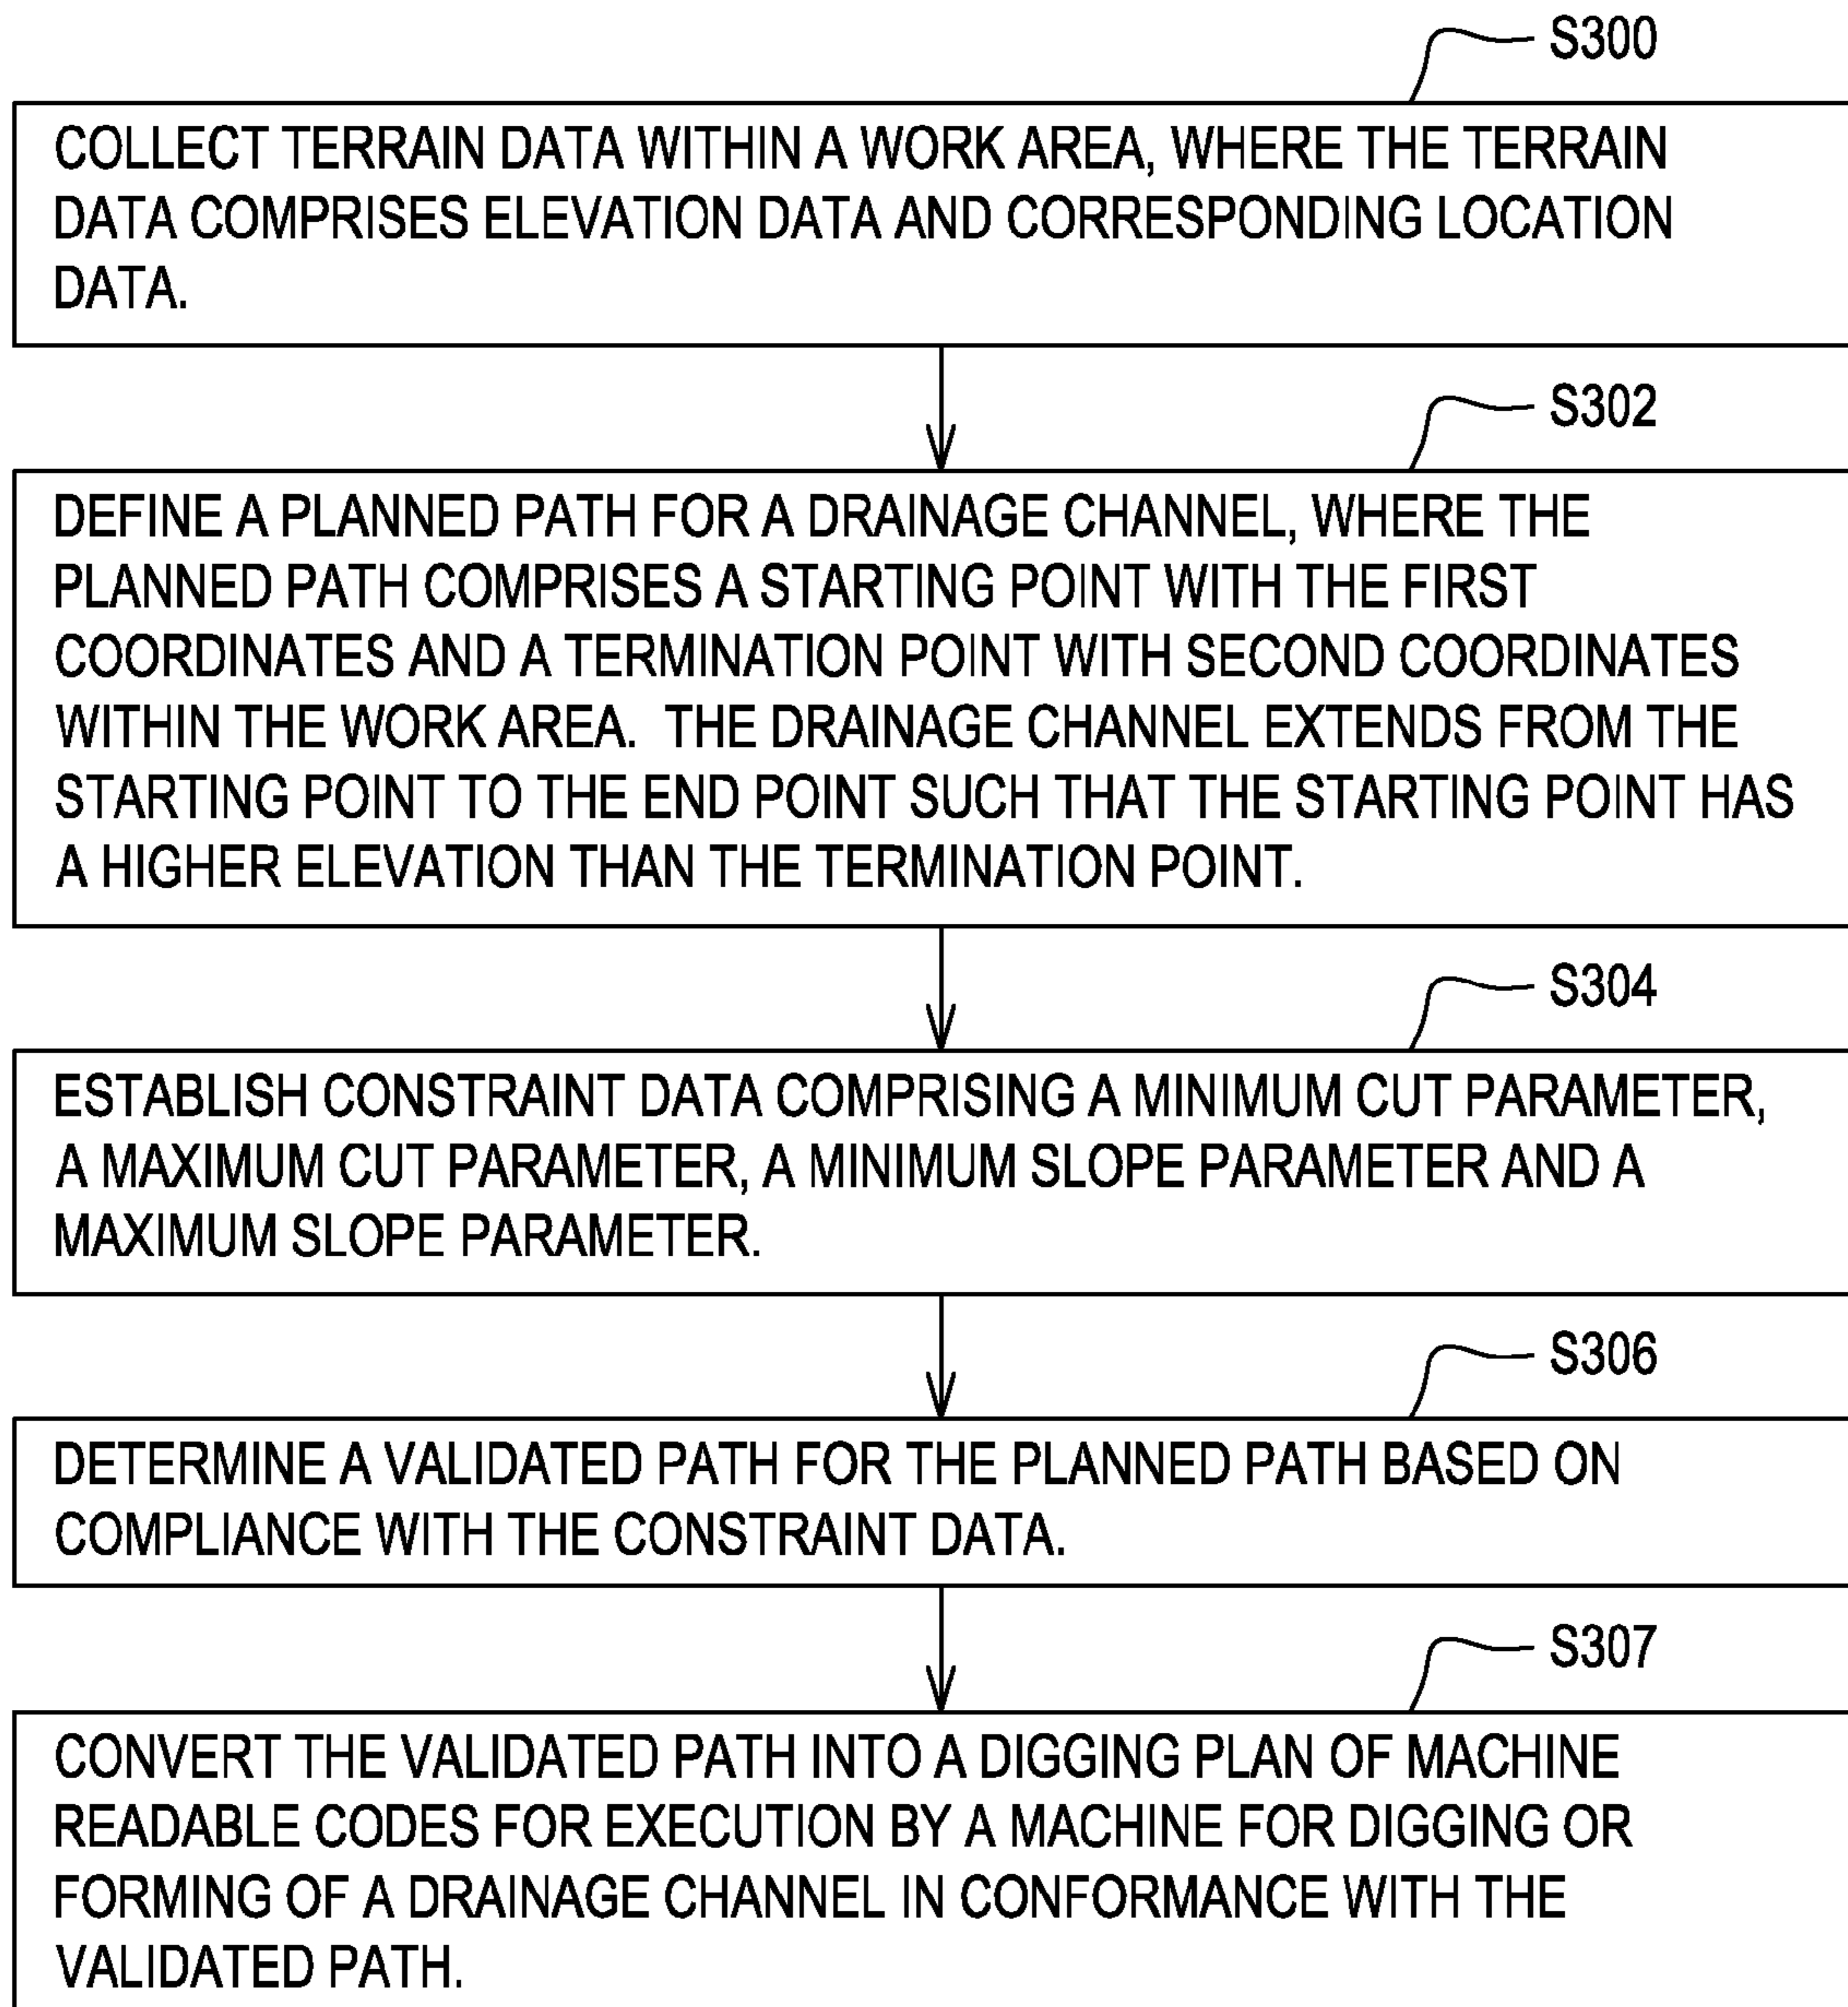 S300
COLLECT TERRAIN DATA WITHIN A WORK AREA, WHERE THE TERRAIN
DATA COMPRISES ELEVATION DATA AND CORRESPONDING LOCATION
DATA.
S302
DEFINE A PLANNED PATH FOR A DRAINAGE CHANNEL, WHERE THE
PLANNED PATH COMPRISES A STARTING POINT WITH THE FIRST
COORDINATES AND A TERMINATION POINT WITH SECOND COORDINATES
WITHIN THE WORK AREA. THE DRAINAGE CHANNEL EXTENDS FROM THE
STARTING POINT TO THE END POINT SUCH THAT THE STARTING POINT HAS
A HIGHER ELEVATION THAN THE TERMINATION POINT.
S304
ESTABLISH CONSTRAINT DATA COMPRISING A MINIMUM CUT PARAMETER,
A MAXIMUM CUT PARAMETER, A MINIMUM SLOPE PARAMETER AND A
MAXIMUM SLOPE PARAMETER.
S306
DETERMINE A VALIDATED PATH FOR THE PLANNED PATH BASED ON
COMPLIANCE WITH THE CONSTRAINT DATA.
S307
CONVERT THE VALIDATED PATH INTO A DIGGING PLAN OF MACHINE
READABLE CODES FOR EXECUTION BY A MACHINE FOR DIGGING OR
FORMING OF A DRAINAGE CHANNEL IN CONFORMANCE WITH THE
VALIDATED PATH.